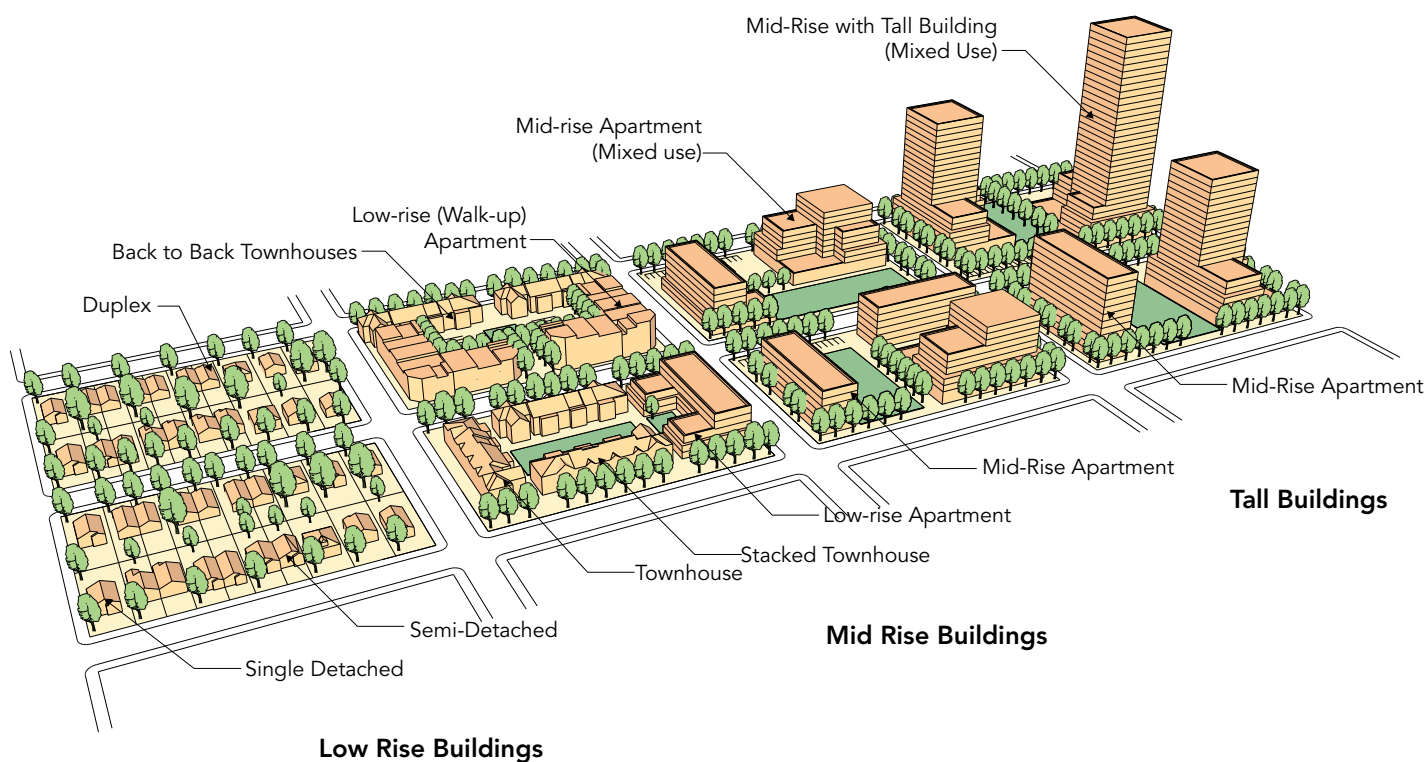 Mid-Rise with Tall Building
(Mixed Use)
Mid-rise Apartment
(Mixed use)
Low-rise (Walk-up)
Apartment
Back to Back Townhouses
Duplex
Mid-Rise Apartment
Mid-Rise Apartment
Tall Buildings
Low-rise Apartment
Stacked Townhouse
Townhouse
Semi-Detached
Mid Rise Buildings
Single Detached
Low Rise Buildings